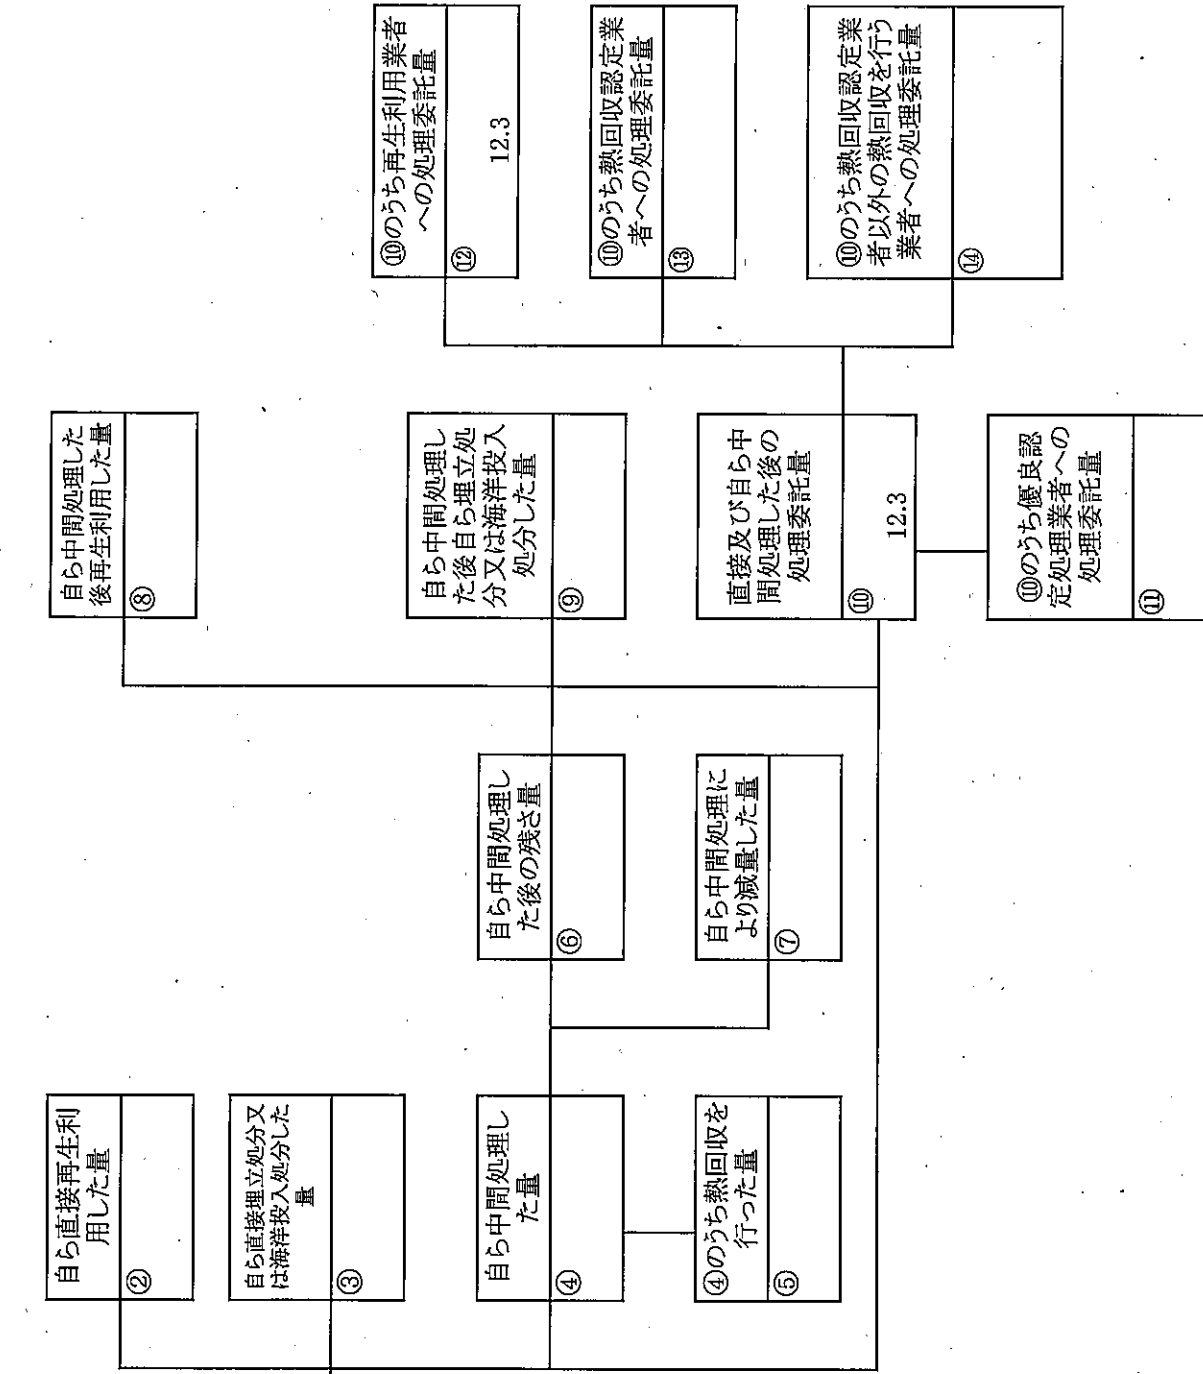 自ら直接再生利
用した量
②
自ら直接埋立処分又
は海洋投入処分した
量
③
自ら中間処理し
た量
④
④のうち熱回収を
行った量
⑤
自ら中間処理し
た後の残さ量
⑥
自ら中間処理に
より減量した量
⑦
自ら中間処理した
後再生利用した量
⑧
自ら中間処理し
た後自ら埋立処
分又は海洋投入
処分した量
⑨
直接及び自ら中
間処理した後の
処理委託量
⑩
12.3
⑩のうち優良認
定処理業者への
処理委託量
⑪
⑩のうち再生利用業者
への処理委託量
⑫
12.3
⑩のうち熱回収認定業
者への処理委託量
⑬
⑩のうち熱回収認定業
者以外の熱回収を行う
業者への処理委託量
⑭